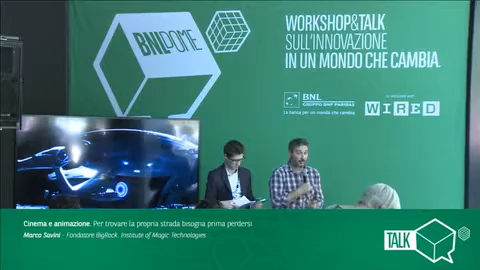 BNLDOME
WORKSHOP&TALK
SULL'INNOVAZIONE
IN UN MONDO CHE CAMBIA.
BNL
GRUPPO BNP PARIBAS
La banca per un mondo che cambia
WIRED
Cinema e animazione. Per trovare la propria strada bisogna prima perdersi
Marco Savini - Fondatore BigRock. Institute of Magic Technologies
TALK